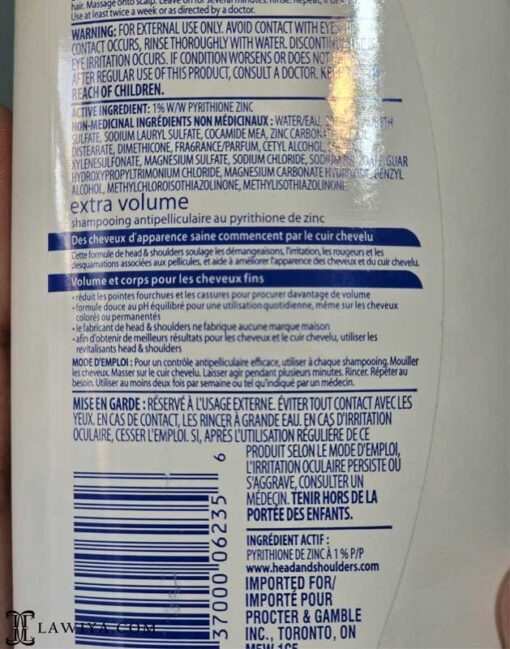 hair. Massage onto scalp. Leave on for several minutes. Rinse. Repeat, if
Use at least twice a week or as directed by a doctor.
WARNING: FOR EXTERNAL USE ONLY. AVOID CONTACT WITH EYES.
CONTACT OCCURS, RINSE THOROUGHLY WITH WATER. DISCONTINUE
EYE IRRITATION OCCURS. IF CONDITION WORSENS OR DOES NOT
AFTER REGULAR USE OF THIS PRODUCT, CONSULT A DOCTOR.
REACH OF CHILDREN.
ACTIVE INGREDIENT: 1% W/W PYRITHIONE ZINC
NON-MEDICINAL INGREDIENTS NON MÉDICINAUX : WATER/EAU,
SULFATE, SODIUM LAURYL SULFATE, COCAMIDE MEA, ZINC CARBONATE,
DISTEARATE, DIMETHICONE, FRAGRANCE/PARFUM, CETYL ALCOHOL,
XYLENESULFONATE, MAGNESIUM SULFATE, SODIUM CHLORIDE, SODIUM BENZOATE, GUAR
HYDROXYPROPYLTRIMONIUM CHLORIDE, MAGNESIUM CARBONATE HYDROXIDE, BENZYL
ALCOHOL, METHYLCHLOROISOTHIAZOLINONE, METHYLISOTHIAZOLINONE
extra volume
shampooing antipelliculaire au pyrithione de zinc
Des cheveux d'apparence saine commencent par le cuir chevelu
Cette formule de head & shoulders soulage les démangeaisons, l'irritation, les rougeurs et les
desquamations associées aux pellicules, et aide à améliorer l'apparence des cheveux et du cuir chevelu.
Volume et corps pour les cheveux fins
• réduit les pointes fourchues et les cassures pour procurer davantage de volume
• formule douce au pH équilibré pour une utilisation quotidienne, même sur les cheveux
colorés ou permanentés
• le fabricant de head & shoulders ne fabrique aucune marque maison
• afin d'obtenir de meilleurs résultats pour les cheveux et le cuir chevelu, utiliser les
revitalisants head & shoulders
MODE D'EMPLOI : Pour un contrôle antipelliculaire efficace, utiliser à chaque shampooing. Mouiller
les cheveux. Masser sur le cuir chevelu. Laisser agir pendant plusieurs minutes. Rincer. Répéter au
besoin. Utiliser au moins deux fois par semaine ou tel qu'indiqué par un médecin.
MISE EN GARDE : RÉSERVÉ À L'USAGE EXTERNE. ÉVITER TOUT CONTACT AVEC LES
YEUX. EN CAS DE CONTACT, LES RINCER À GRANDE EAU. EN CAS D'IRRITATION
OCULAIRE, CESSER L'EMPLOI. SI, APRÈS L'UTILISATION RÉGULIÈRE DE CE
PRODUIT SELON LE MODE D'EMPLOI,
L'IRRITATION OCULAIRE PERSISTE OU
S'AGGRAVE, CONSULTER UN
MÉDECIN. TENIR HORS DE LA
PORTÉE DES ENFANTS.
INGRÉDIENT ACTIF :
PYRITHIONE DE ZINC À 1 % P/P
www.headandshoulders.com
IMPORTED FOR/
IMPORTÉ POUR
PROCTER & GAMBLE
INC., TORONTO, ON
M5W 1C5
37000 06235 6
LAWIYA.COM